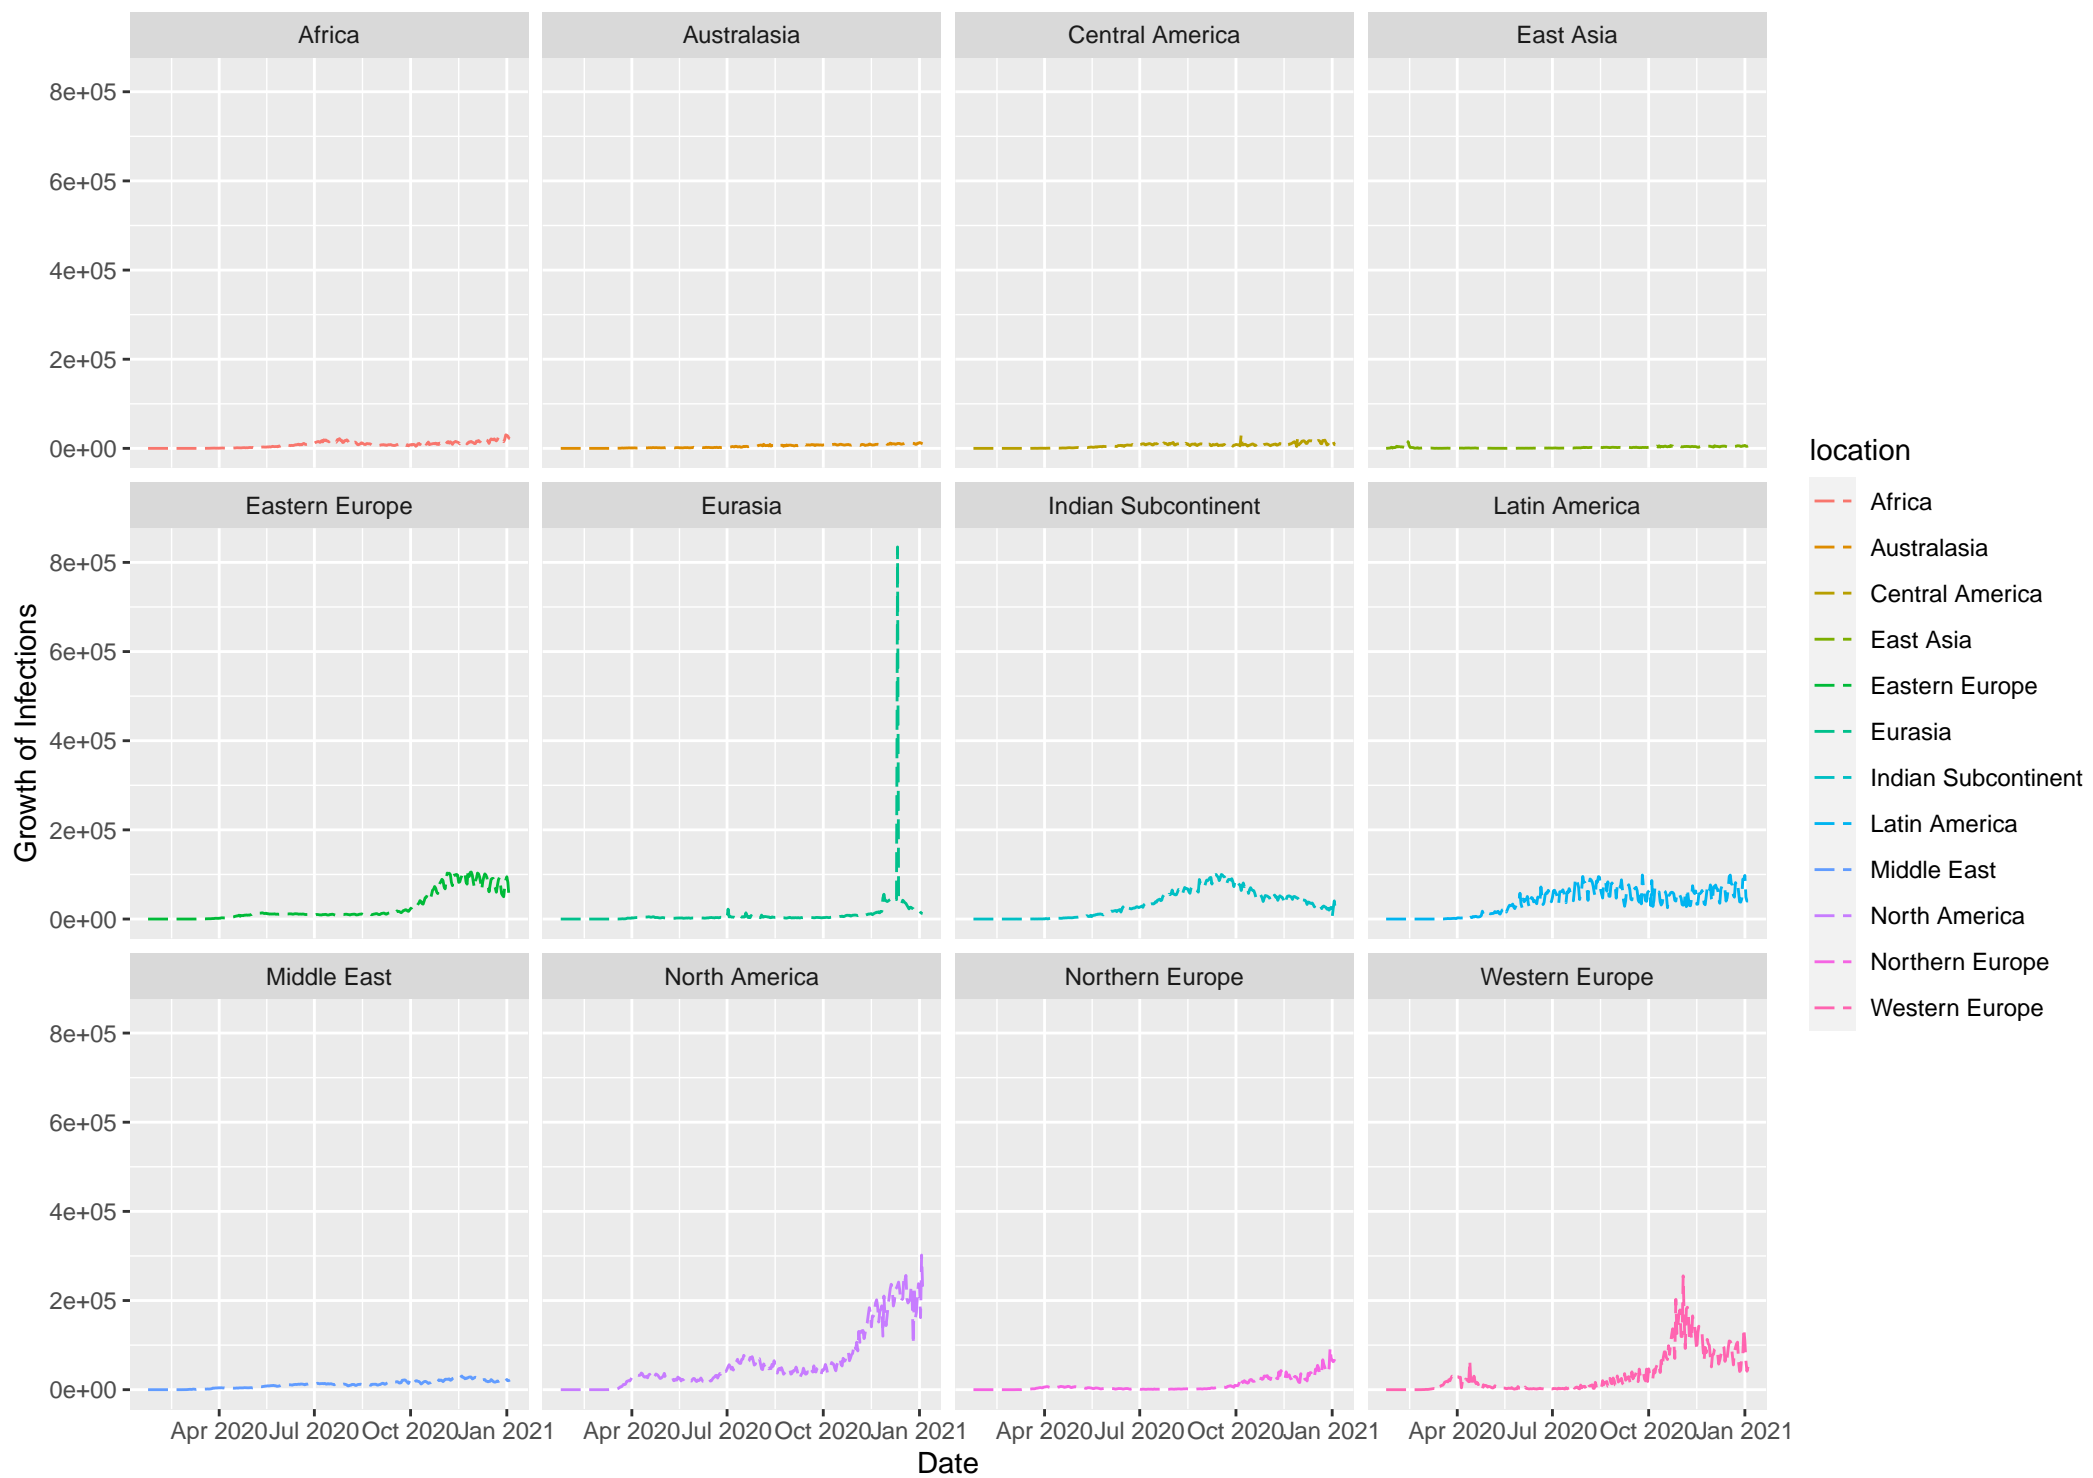 Africa
Australasia
Central America
East Asia
8e+05
6e+05
4e+05
2e+05
0e+00
Eastern Europe
Eurasia
Indian Subcontinent
Latin America
8e+05
6e+05
4e+05
2e+05
0e+00
Middle East
North America
Northern Europe
Western Europe
8e+05
6e+05
4e+05
2e+05
0e+00
Apr 2020 Jul 2020 Oct 2020 Jan 2021
Apr 2020 Jul 2020 Oct 2020 Jan 2021
Apr 2020 Jul 2020 Oct 2020 Jan 2021
Apr 2020 Jul 2020 Oct 2020 Jan 2021
Date
Growth of Infections
location
Africa
Australasia
Central America
East Asia
Eastern Europe
Eurasia
Indian Subcontinent
Latin America
Middle East
North America
Northern Europe
Western Europe